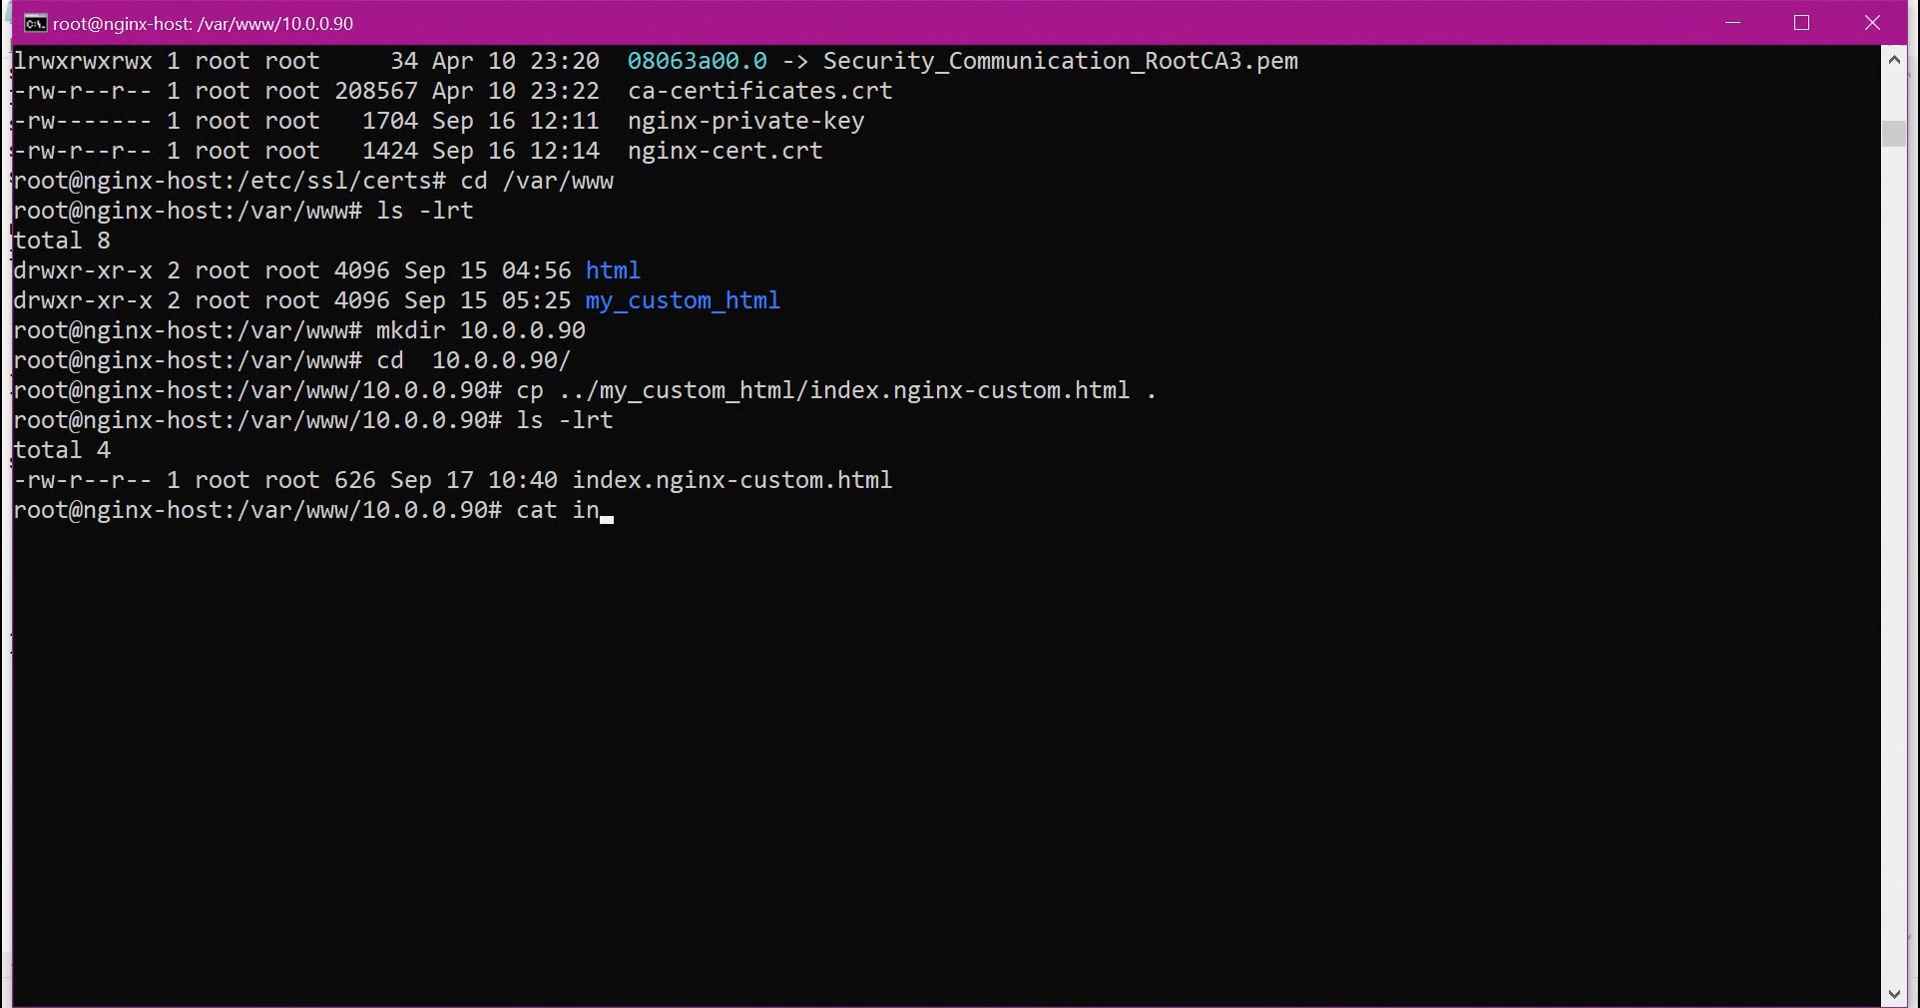 root@nginx-host: /var/www/10.0.0.90
lrwxrwxrwx 1 root root     34 Apr 10 23:20  08063a00.0 -> Security_Communication_RootCA3.pem
-rw-r--r-- 1 root root 208567 Apr 10 23:22  ca-certificates.crt
-rw------- 1 root root   1704 Sep 16 12:11  nginx-private-key
-rw-r--r-- 1 root root   1424 Sep 16 12:14  nginx-cert.crt
root@nginx-host:/etc/ssl/certs# cd /var/www
root@nginx-host:/var/www# ls -lrt
total 8
drwxr-xr-x 2 root root 4096 Sep 15 04:56 html
drwxr-xr-x 2 root root 4096 Sep 15 05:25 my_custom_html
root@nginx-host:/var/www# mkdir 10.0.0.90
root@nginx-host:/var/www# cd  10.0.0.90/
root@nginx-host:/var/www/10.0.0.90# cp ../my_custom_html/index.nginx-custom.html .
root@nginx-host:/var/www/10.0.0.90# ls -lrt
total 4
-rw-r--r-- 1 root root 626 Sep 17 10:40 index.nginx-custom.html
root@nginx-host:/var/www/10.0.0.90# cat in